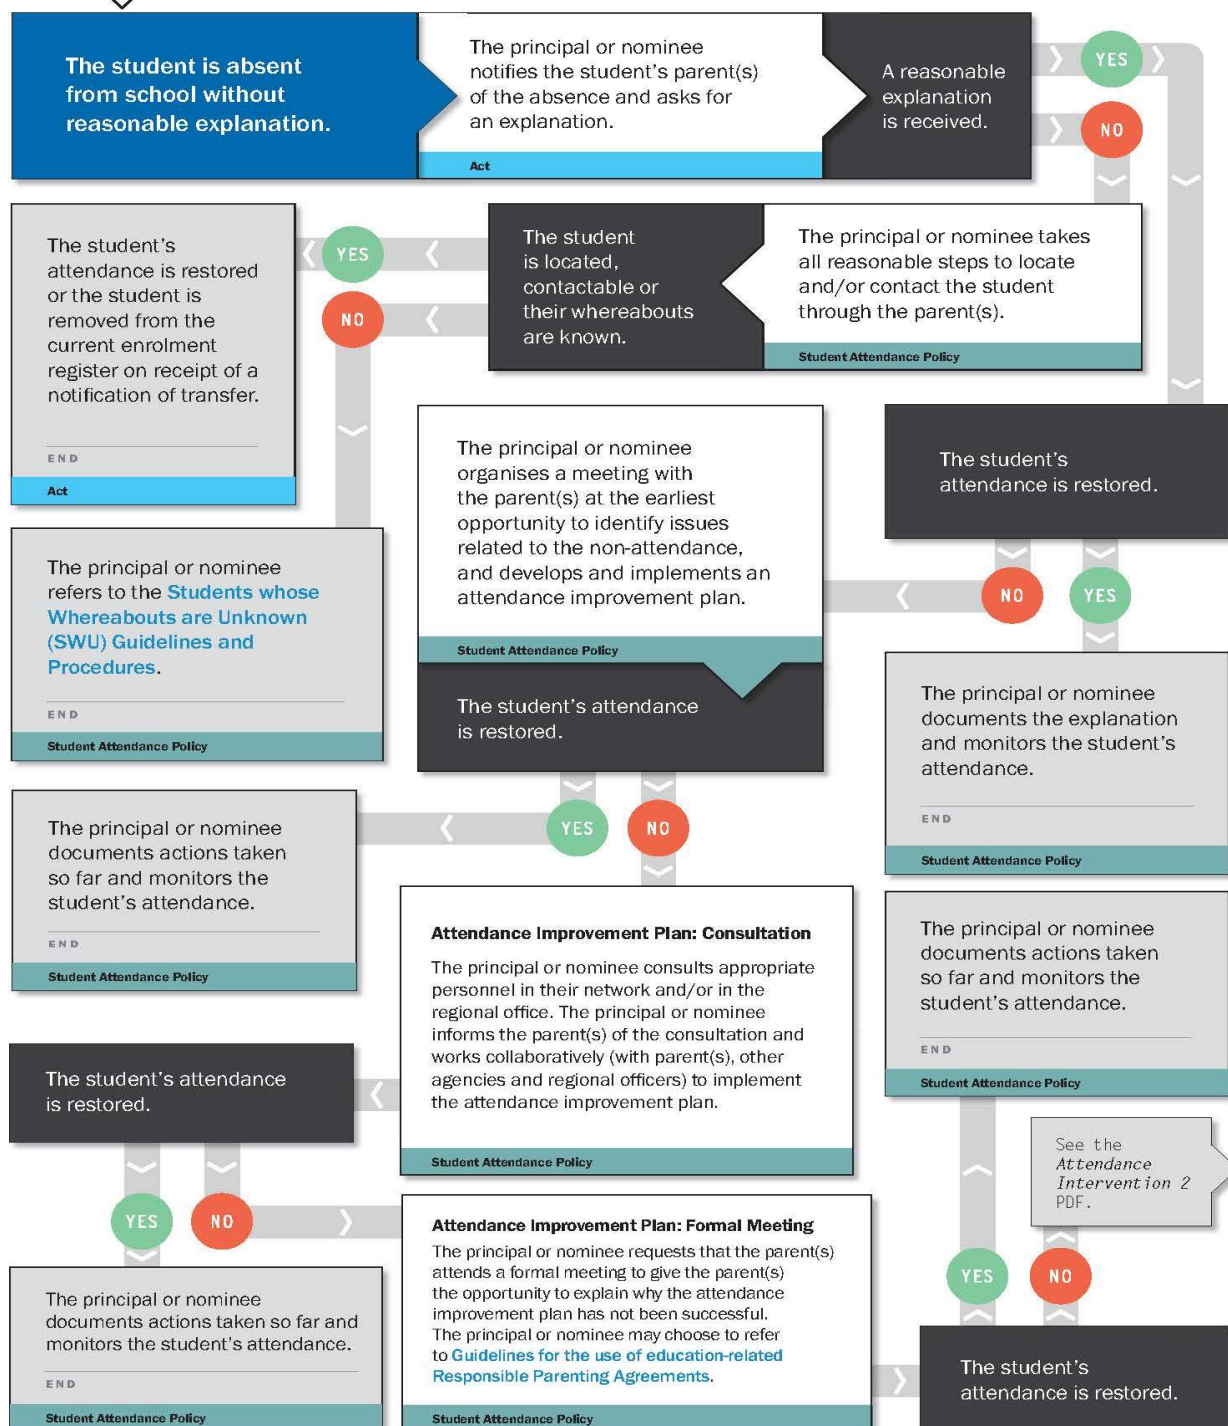 The student is absent
from school without
reasonable explanation.
The principal or nominee
notifies the student's parent(s)
of the absence and asks for
an explanation.
Act
A reasonable
explanation
is received.
YES
NO
The principal or nominee takes
all reasonable steps to locate
and/or contact the student
through the parent(s).
Student Attendance Policy
The student
is located,
contactable or
their whereabouts
are known.
YES
NO
The student's
attendance is restored
or the student is
removed from the
current enrolment
register on receipt of a
notification of transfer.
END
Act
The principal or nominee
refers to the Students whose
Whereabouts are Unknown
(SWU) Guidelines and
Procedures.
END
Student Attendance Policy
The student's
attendance is restored.
NO
YES
The principal or nominee
documents the explanation
and monitors the student's
attendance.
END
Student Attendance Policy
The principal or nominee
organises a meeting with
the parent(s) at the earliest
opportunity to identify issues
related to the non-attendance,
and develops and implements an
attendance improvement plan.
Student Attendance Policy
The student's attendance
is restored.
YES
NO
The principal or nominee
documents actions taken
so far and monitors the
student's attendance.
END
Student Attendance Policy
Attendance Improvement Plan: Consultation
The principal or nominee consults appropriate
personnel in their network and/or in the
regional office. The principal or nominee
informs the parent(s) of the consultation and
works collaboratively (with parent(s), other
agencies and regional officers) to implement
the attendance improvement plan.
Student Attendance Policy
The student's attendance
is restored.
YES
NO
The principal or nominee
documents actions taken so far and
monitors the student's attendance.
END
Student Attendance Policy
Attendance Improvement Plan: Formal Meeting
The principal or nominee requests that the parent(s)
attends a formal meeting to give the parent(s)
the opportunity to explain why the attendance
improvement plan has not been successful.
The principal or nominee may choose to refer
to Guidelines for the use of education-related
Responsible Parenting Agreements.
Student Attendance Policy
The student's
attendance is restored.
YES
NO
The principal or nominee
documents actions taken
so far and monitors the
student's attendance.
END
Student Attendance Policy
See the
Attendance
Intervention 2
PDF.